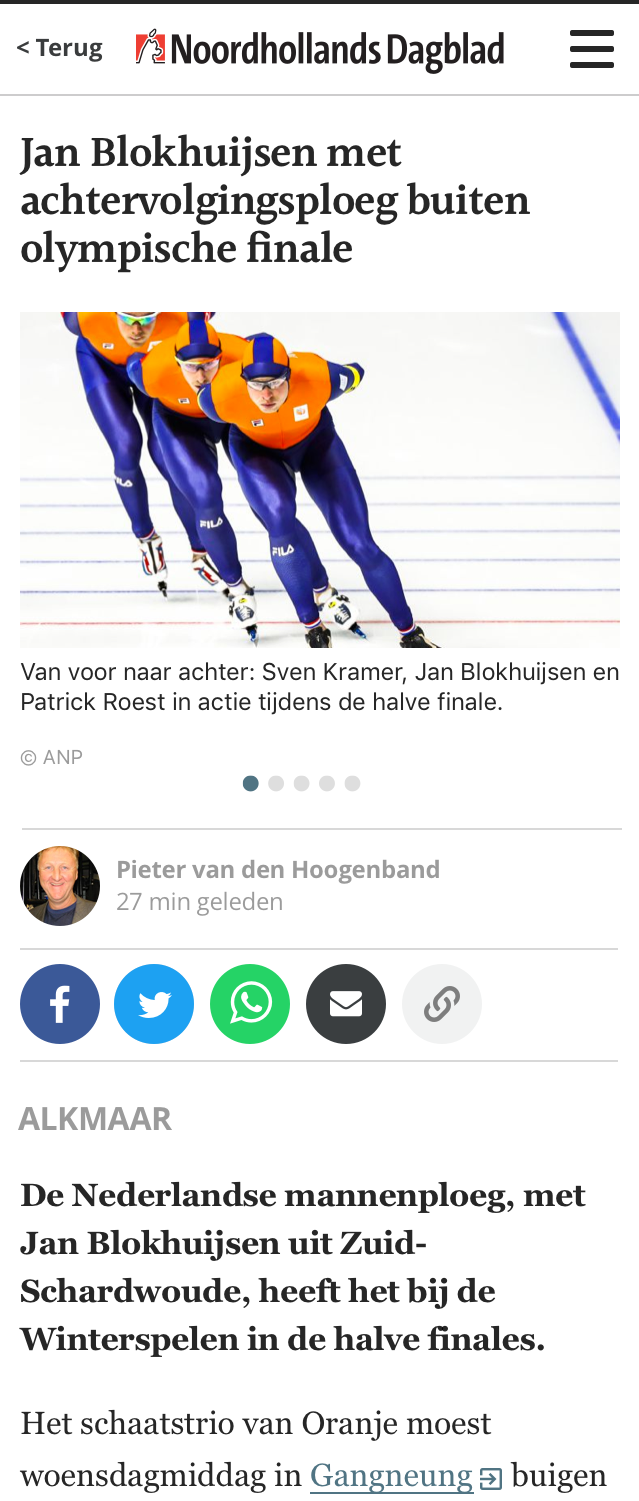 < Terug
Noordhollands Dagblad
Jan Blokhuijsen met
achtervolgingsploeg buiten
olympische finale
FILA
FILA
FILA
Van voor naar achter: Sven Kramer, Jan Blokhuijsen en
Patrick Roest in actie tijdens de halve finale.
© ANP
Pieter van den Hoogenband
27 min geleden
ALKMAAR
De Nederlandse mannenploeg, met
Jan Blokhuijsen uit Zuid-
Schardwoude, heeft het bij de
Winterspelen in de halve finales.
Het schaatstrio van Oranje moest
woensdagmiddag in Gangneung buigen